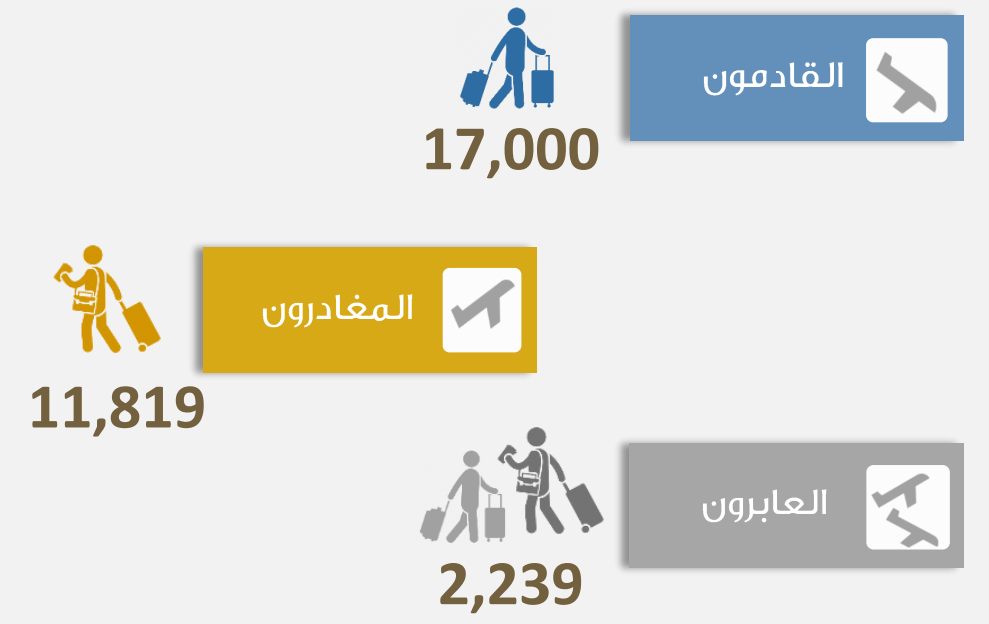 القادمون
17,000
المغادرون
11,819
العابرون
2,239